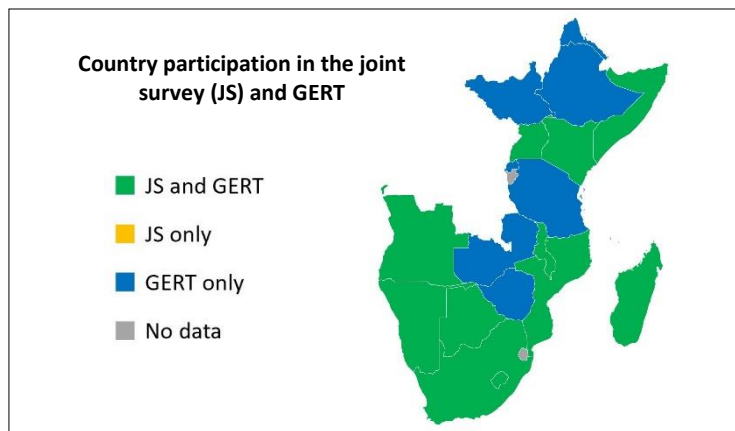 Country participation in the joint
survey (JS) and GERT
JS and GERT
JS only
GERT only
No data